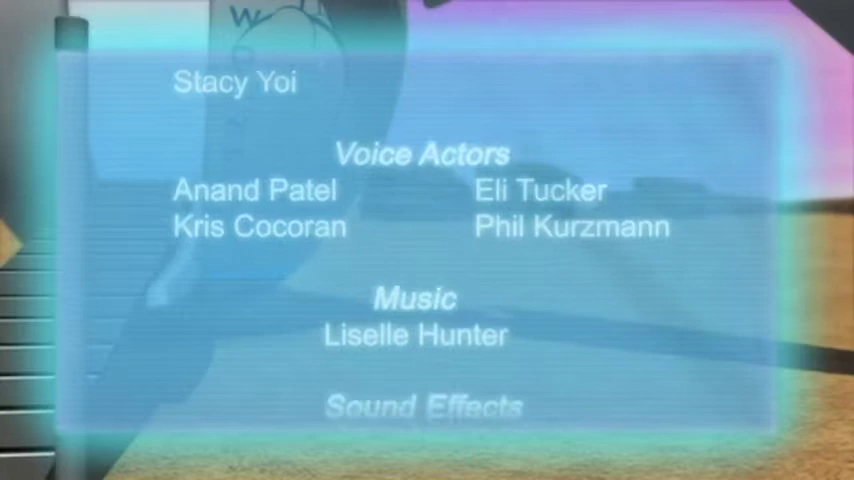 Stacy Yoi
Voice Actors
Anand Patel Eli Tucker
Kris Cocoran Phil Kurzmann
Music
Liselle Hunter
Sound Effects